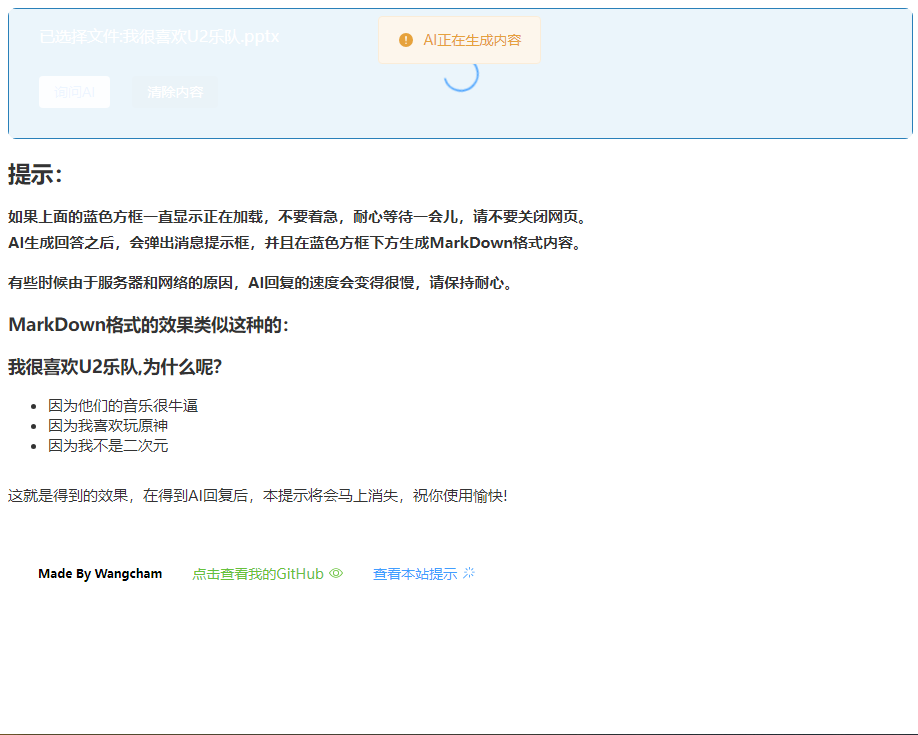 已选择文件:我很喜欢U2乐队.pptx
AI正在生成内容
询问AI 清除内容
提示：
如果上面的蓝色方框一直显示正在加载，不要着急，耐心等待一会儿，请不要关闭网页。
AI生成回答之后，会弹出消息提示框，并且在蓝色方框下方生成MarkDown格式内容。
有些时候由于服务器和网络的原因，AI回复的速度会变得很慢，请保持耐心。
MarkDown格式的效果类似这种的：
我很喜欢U2乐队,为什么呢？
• 因为他们的音乐很牛逼
• 因为我喜欢玩原神
• 因为我不是二次元
这就是得到的效果，在得到AI回复后，本提示将会马上消失，祝你使用愉快!
Made By Wangcham 点击查看我的GitHub 查看本站提示